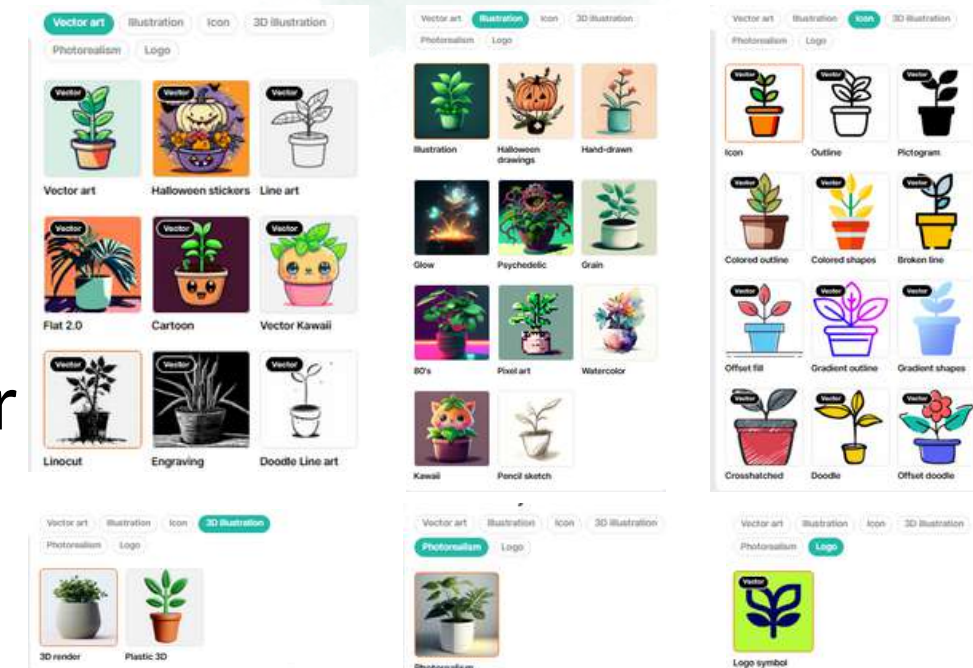 Vector art Illustration Icon 3D illustration
Photorealism Logo
Vector Vector Vector
Vector art Halloween stickers Line art
Vector Vector Vector
Flat 2.0 Cartoon Vector Kawaii
Vector Vector Vector
Linocut Engraving Doodle Line art
r
Vector art Illustration Icon 3D illustration
Photorealism Logo
Illustration Halloween drawings Hand-drawn
Glow Psychedelic Grain
80's Pixel art Watercolor
Kawaii Pencil sketch
Vector art Illustration Icon 3D illustration
Photorealism Logo
Vector Vector Vector
Icon Outline Pictogram
Vector Vector Vector
Colored outline Colored shapes Broken line
Vector Vector Vector
Offset fill Gradient outline Gradient shapes
Vector Vector Vector
Crosshatched Doodle Offset doodle
Vector art Illustration Icon 3D illustration
Photorealism Logo
3D render Plastic 3D
Vector art Illustration Icon 3D illustration
Photorealism Logo
Photorealism
Vector art Illustration Icon 3D illustration
Photorealism Logo
Vector
Logo symbol